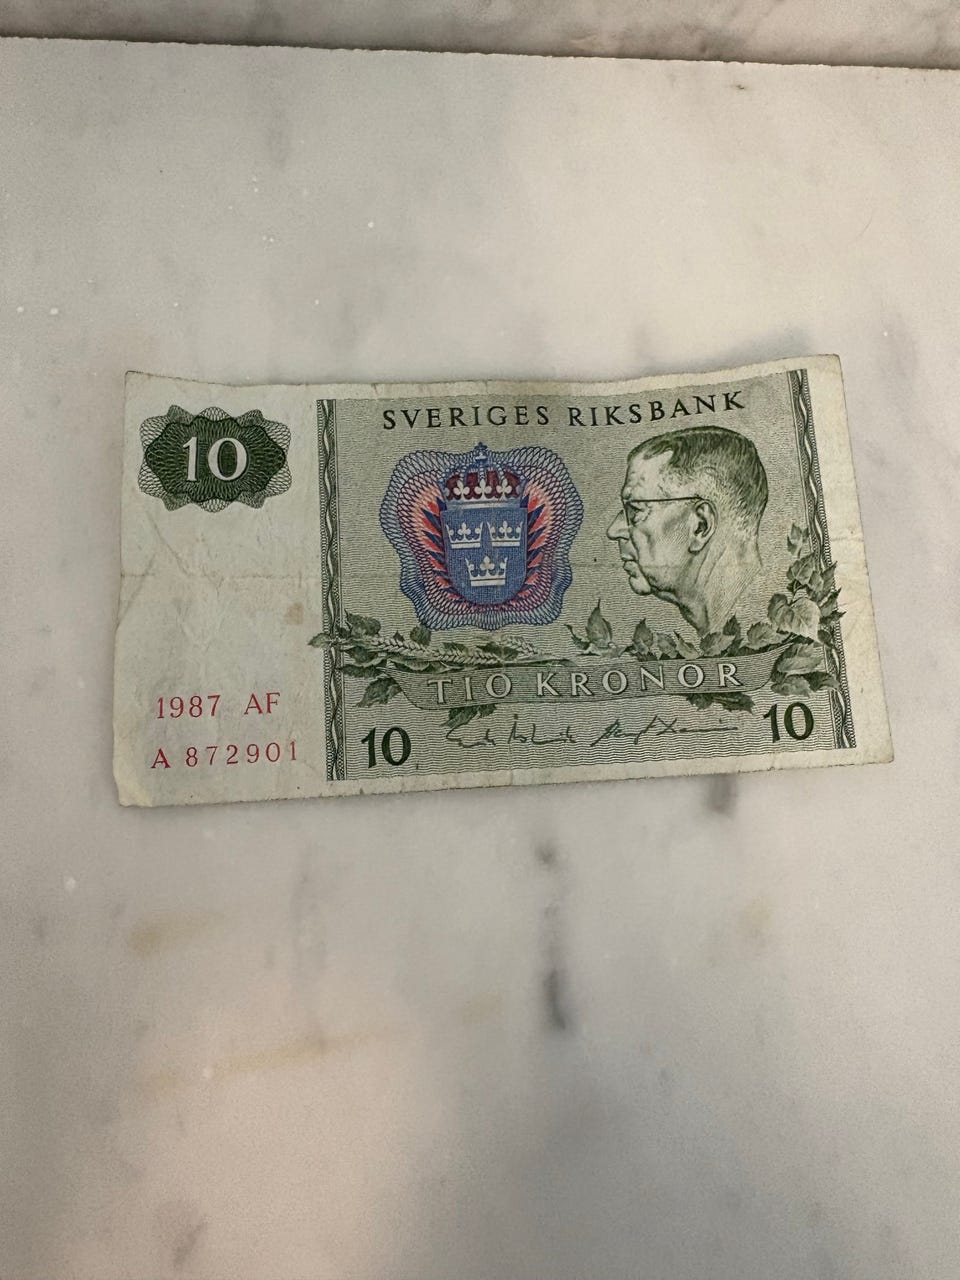 10
SVERIGES RIKSBANK
TIO KRONOR
1987 AF
A 872901
10
10